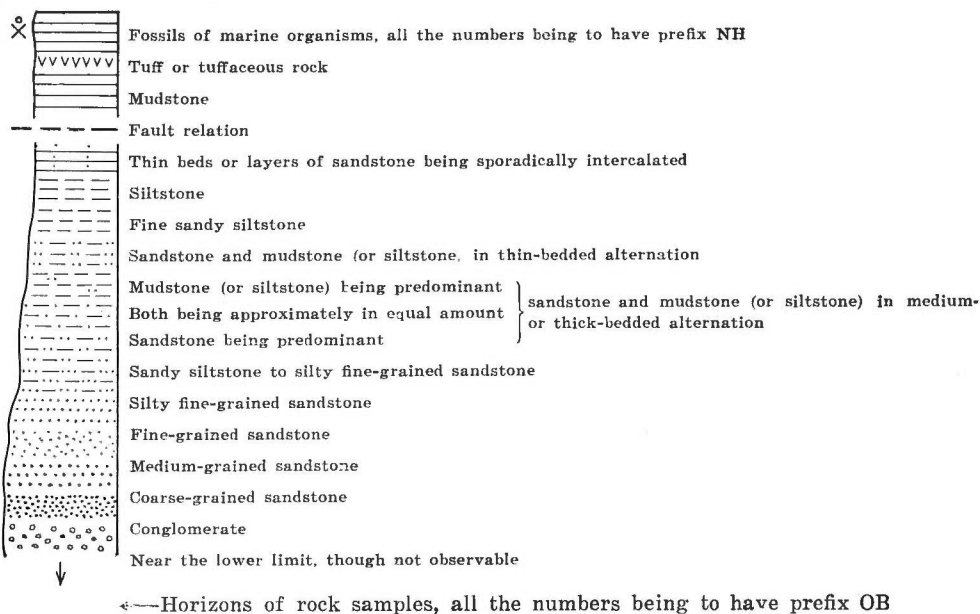 Fossils of marine organisms, all the numbers being to have prefix NH
Tuff or tuffaceous rock
Mudstone
Fault relation
Thin beds or layers of sandstone being sporadically intercalated
Siltstone
Fine sandy siltstone
Sandstone and mudstone (or siltstone, in thin-bedded alternation
Mudstone (or siltstone) being predominant
Both being approximately in equal amount
Sandstone being predominant
sandstone and mudstone (or siltstone) in medium-
or thick-bedded alternation
Sandy siltstone to silty fine-grained sandstone
Silty fine-grained sandstone
Fine-grained sandstone
Medium-grained sandstone
Coarse-grained sandstone
Conglomerate
Near the lower limit, though not observable
Horizons of rock samples, all the numbers being to have prefix OB